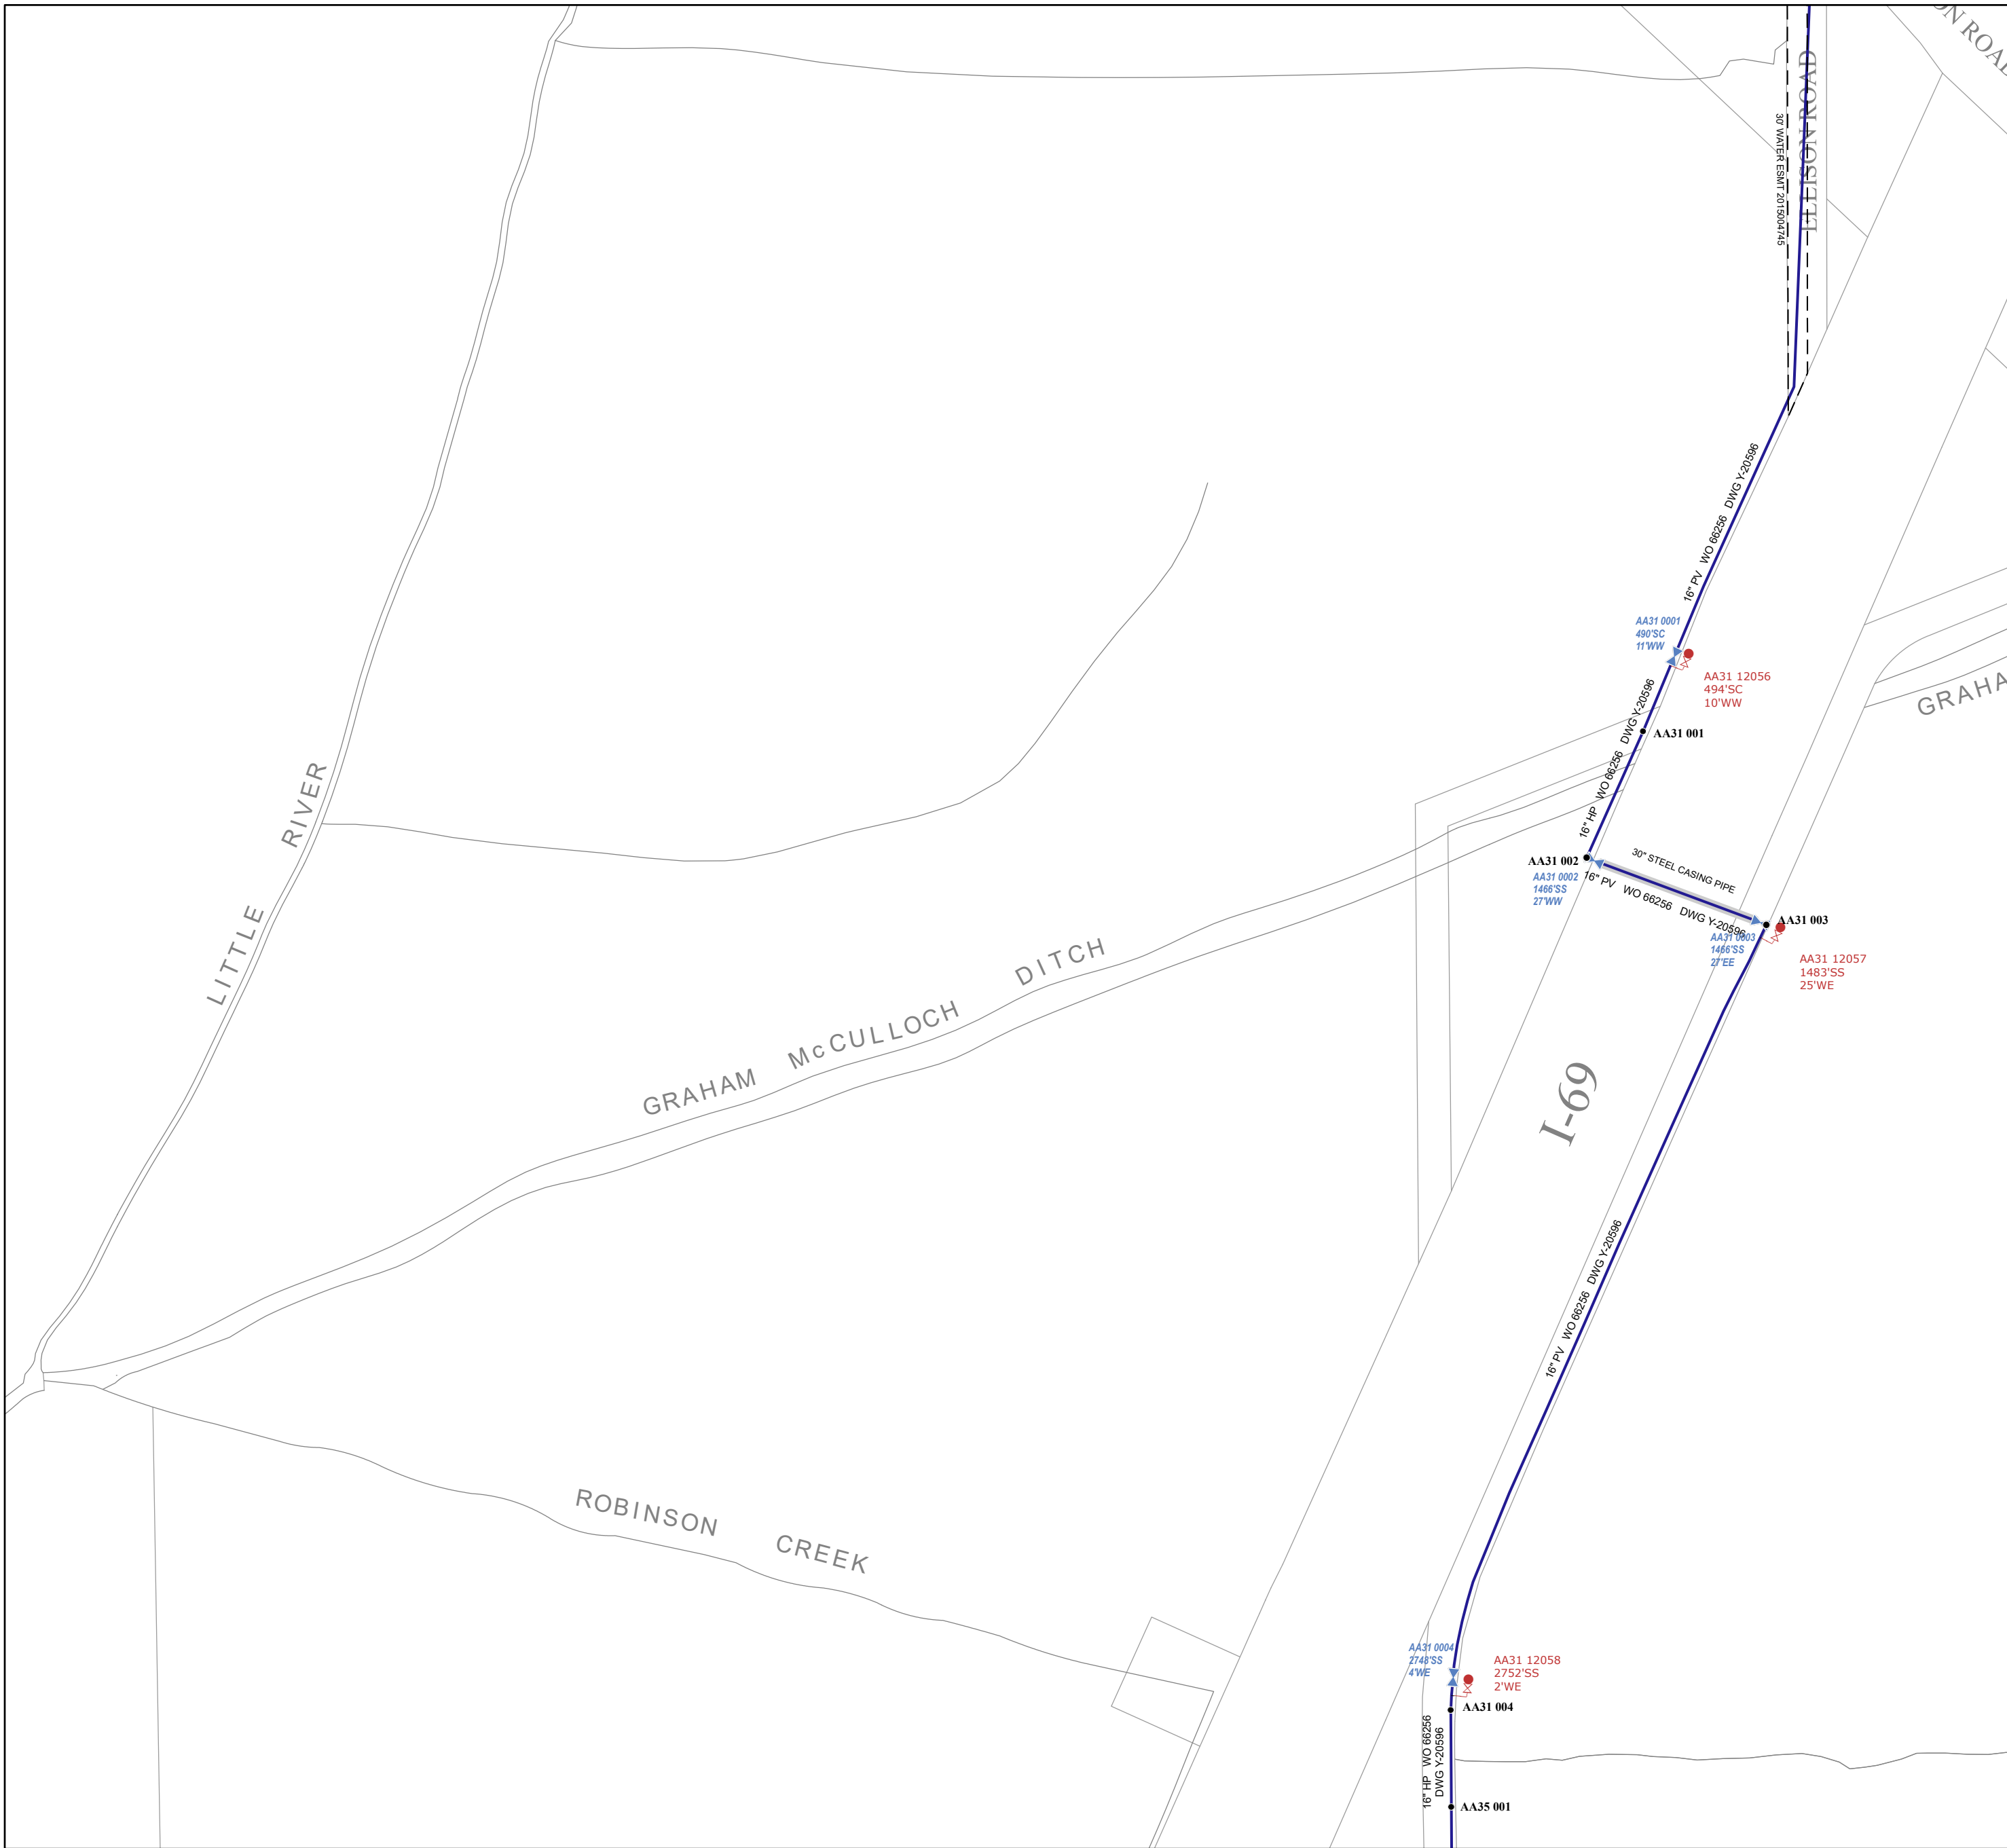 ON ROAD
ELLISON ROAD
30' WATER ESMT 2015004745
16" PV WO 66256 DWG Y-20596
AA31 0001
490'SC
11'WW
AA31 12056
494'SC
10'WW
GRAHA
16" HP WO 66256 DWG Y-20596
AA31 001
LITTLE RIVER
AA31 002
AA31 0002
1466'SS
27'WW
30" STEEL CASING PIPE
16" PV WO 66256 DWG Y-20596
AA31 003
AA31 0003
1466'SS
27'EE
AA31 12057
1483'SS
25'WE
GRAHAM McCULLOCH DITCH
I-69
16" PV WO 66256 DWG Y-20596
ROBINSON CREEK
AA31 0004
2748'SS
4'WE
AA31 12058
2752'SS
2'WE
AA31 004
16" HP WO 66256
DWG Y-20596
AA35 001